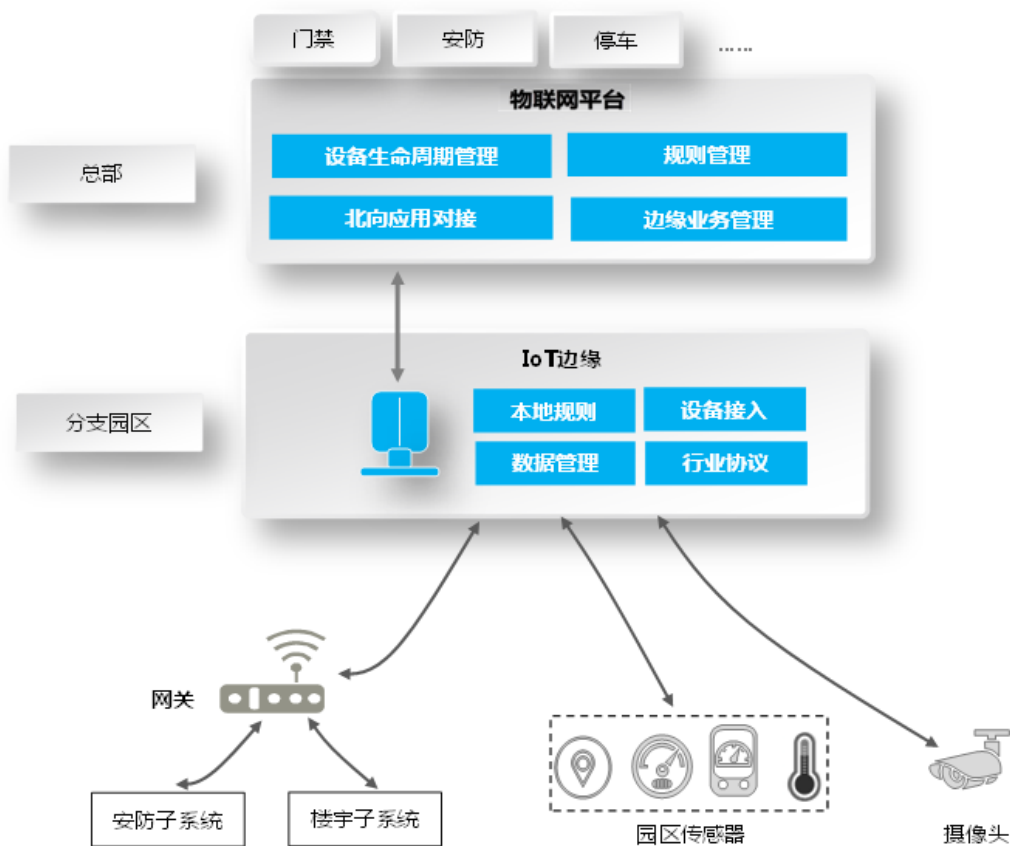 门禁
安防
停车
……
物联网平台
设备生命周期管理
规则管理
总部
北向应用对接
边缘业务管理
IoT边缘
本地规则
设备接入
分支园区
数据管理
行业协议
网关
安防子系统
楼宇子系统
园区传感器
摄像头